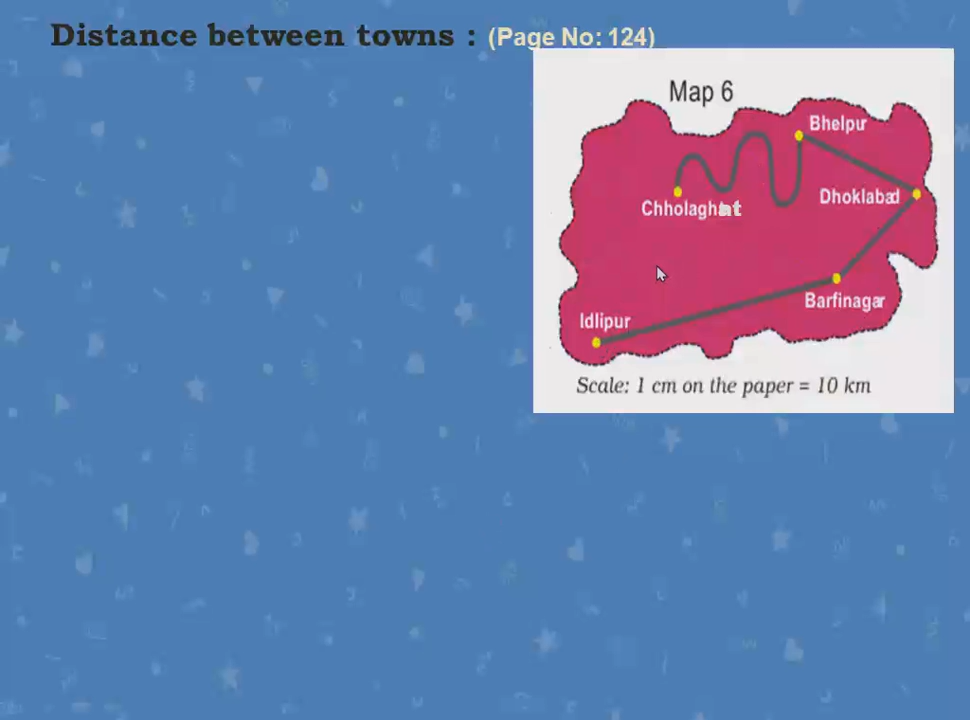 Distance between towns : (Page No: 124)
Map 6
Bhelpur
Dhoklabad
Chholaghat
Barfinagar
Idlipur
Scale: 1 cm on the paper = 10 km